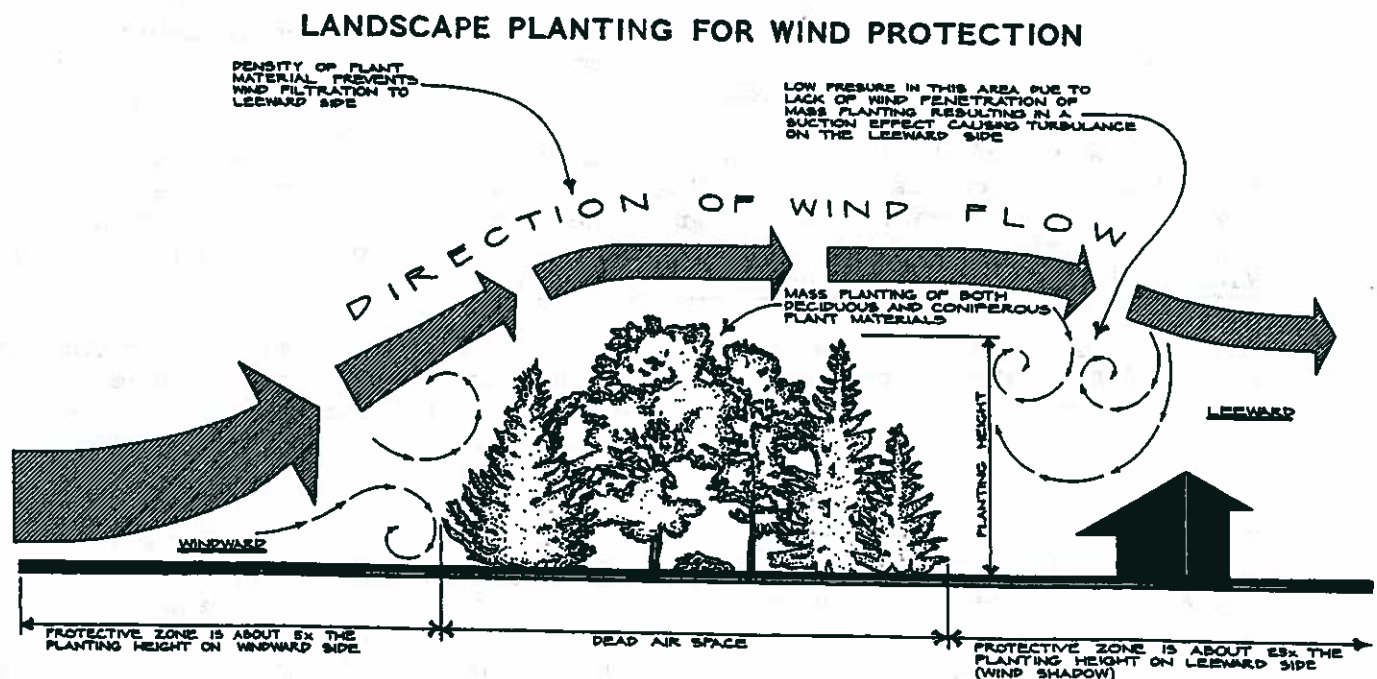 LANDSCAPE PLANTING FOR WIND PROTECTION
DENSITY OF PLANT
MATERIAL PREVENTS
WIND FILTRATION TO
LEEWARD SIDE
LOW PRESURE IN THIS AREA DUE TO
LACK OF WIND PENETRATION OF
MASS PLANTING RESULTING IN A
SUCTION EFFECT CAUSING TURBULANCE
ON THE LEEWARD SIDE
DIRECTION OF WIND FLOW
MASS PLANTING OF BOTH
DECIDUOUS AND CONIFEROUS
PLANT MATERIALS
PLANTING HEIGHT
LEEWARD
WINDWARD
PROTECTIVE ZONE IS ABOUT 5x THE
PLANTING HEIGHT ON WINDWARD SIDE
DEAD AIR SPACE
PROTECTIVE ZONE IS ABOUT 25x THE
PLANTING HEIGHT ON LEEWARD SIDE
(WIND SHADOW)